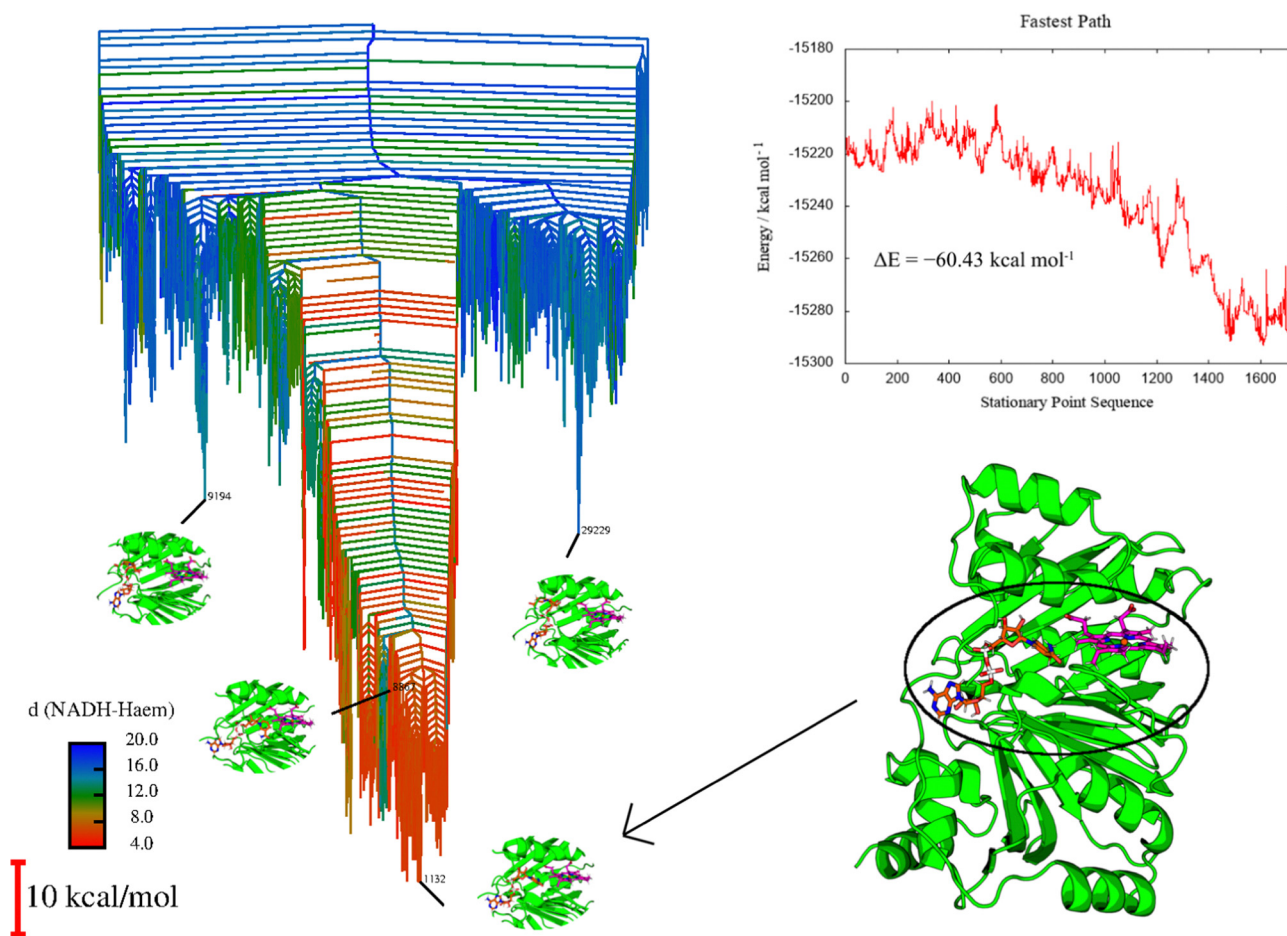 Fastest Path
-15180
-15200
-15220
-15240
-15260
-15280
-15300
Energy / kcal mol⁻¹
ΔE = −60.43 kcal mol⁻¹
0 200 400 600 800 1000 1200 1400 1600
Stationary Point Sequence
9194
29229
8867
1132
d (NADH-Haem)
20.0
16.0
12.0
8.0
4.0
10 kcal/mol